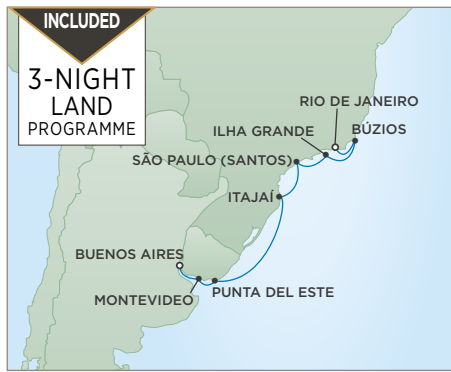 INCLUDED
3-NIGHT
LAND
PROGRAMME
RIO DE JANEIRO
ILHA GRANDE
BÚZIOS
SÃO PAULO (SANTOS)
ITAJAÍ
BUENOS AIRES
MONTEVIDEO
PUNTA DEL ESTE